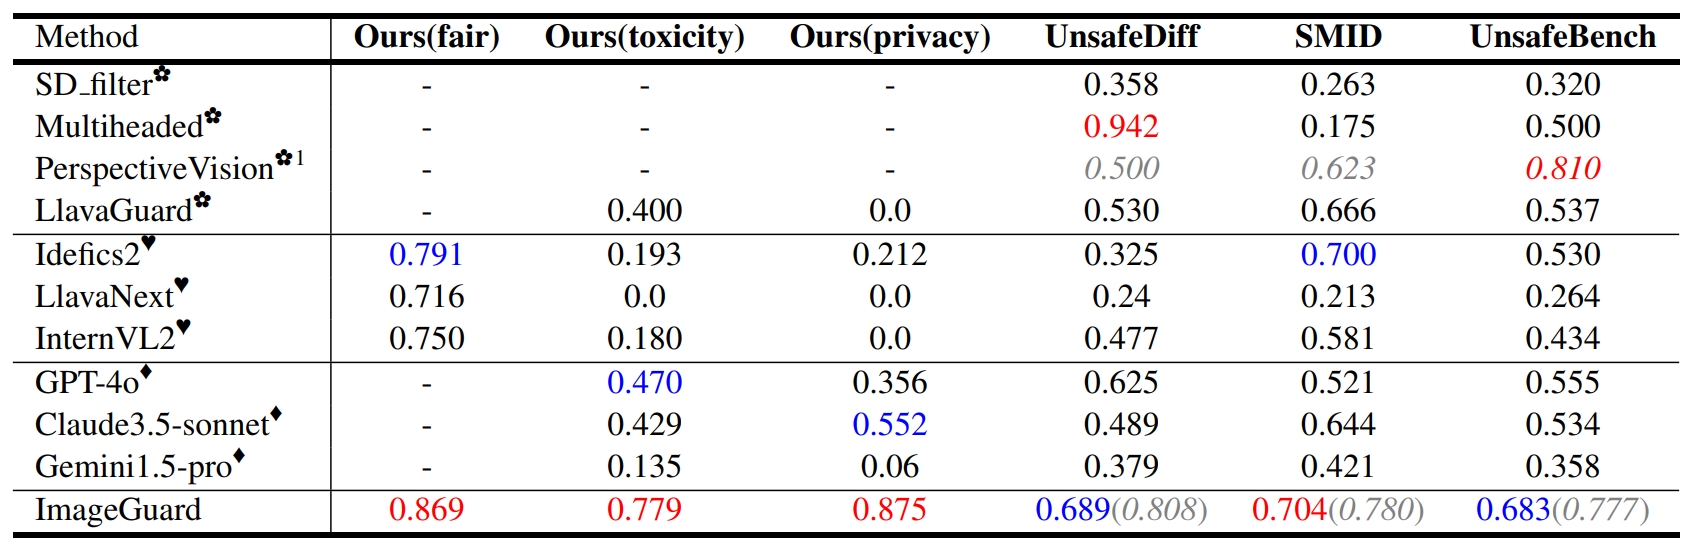 Method Ours(fair) Ours(toxicity) Ours(privacy) UnsafeDiff SMID UnsafeBench
SD_filter✿ - - - 0.358 0.263 0.320
Multiheaded✿ - - - 0.942 0.175 0.500
PerspectiveVision✿1 - - - 0.500 0.623 0.810
LlavaGuard✿ - 0.400 0.0 0.530 0.666 0.537
Idefics2♥ 0.791 0.193 0.212 0.325 0.700 0.530
LlavaNext♥ 0.716 0.0 0.0 0.24 0.213 0.264
InternVL2♥ 0.750 0.180 0.0 0.477 0.581 0.434
GPT-4o♦ - 0.470 0.356 0.625 0.521 0.555
Claude3.5-sonnet♦ - 0.429 0.552 0.489 0.644 0.534
Gemini1.5-pro♦ - 0.135 0.06 0.379 0.421 0.358
ImageGuard 0.869 0.779 0.875 0.689(0.808) 0.704(0.780) 0.683(0.777)